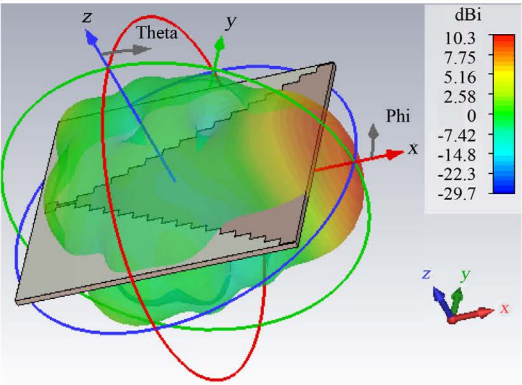 z
Theta
y
Phi
x
dBi
10.3
7.75
5.16
2.58
0
-7.42
-14.8
-22.3
-29.7
z
y
x